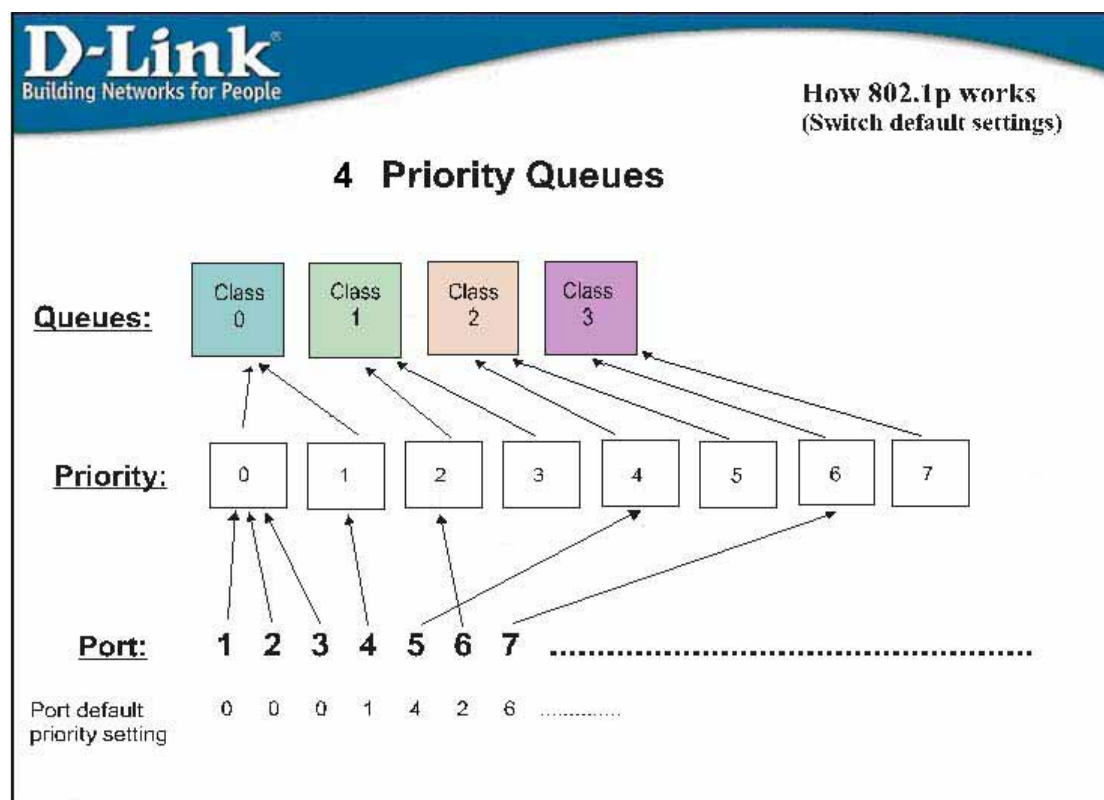 D-Link®
Building Networks for People
How 802.1p works
(Switch default settings)
4 Priority Queues
Queues:
Class 0
Class 1
Class 2
Class 3
Priority:
0 1 2 3 4 5 6 7
Port: 1 2 3 4 5 6 7 ................................................
Port default
priority setting
0 0 0 1 4 2 6 ..............